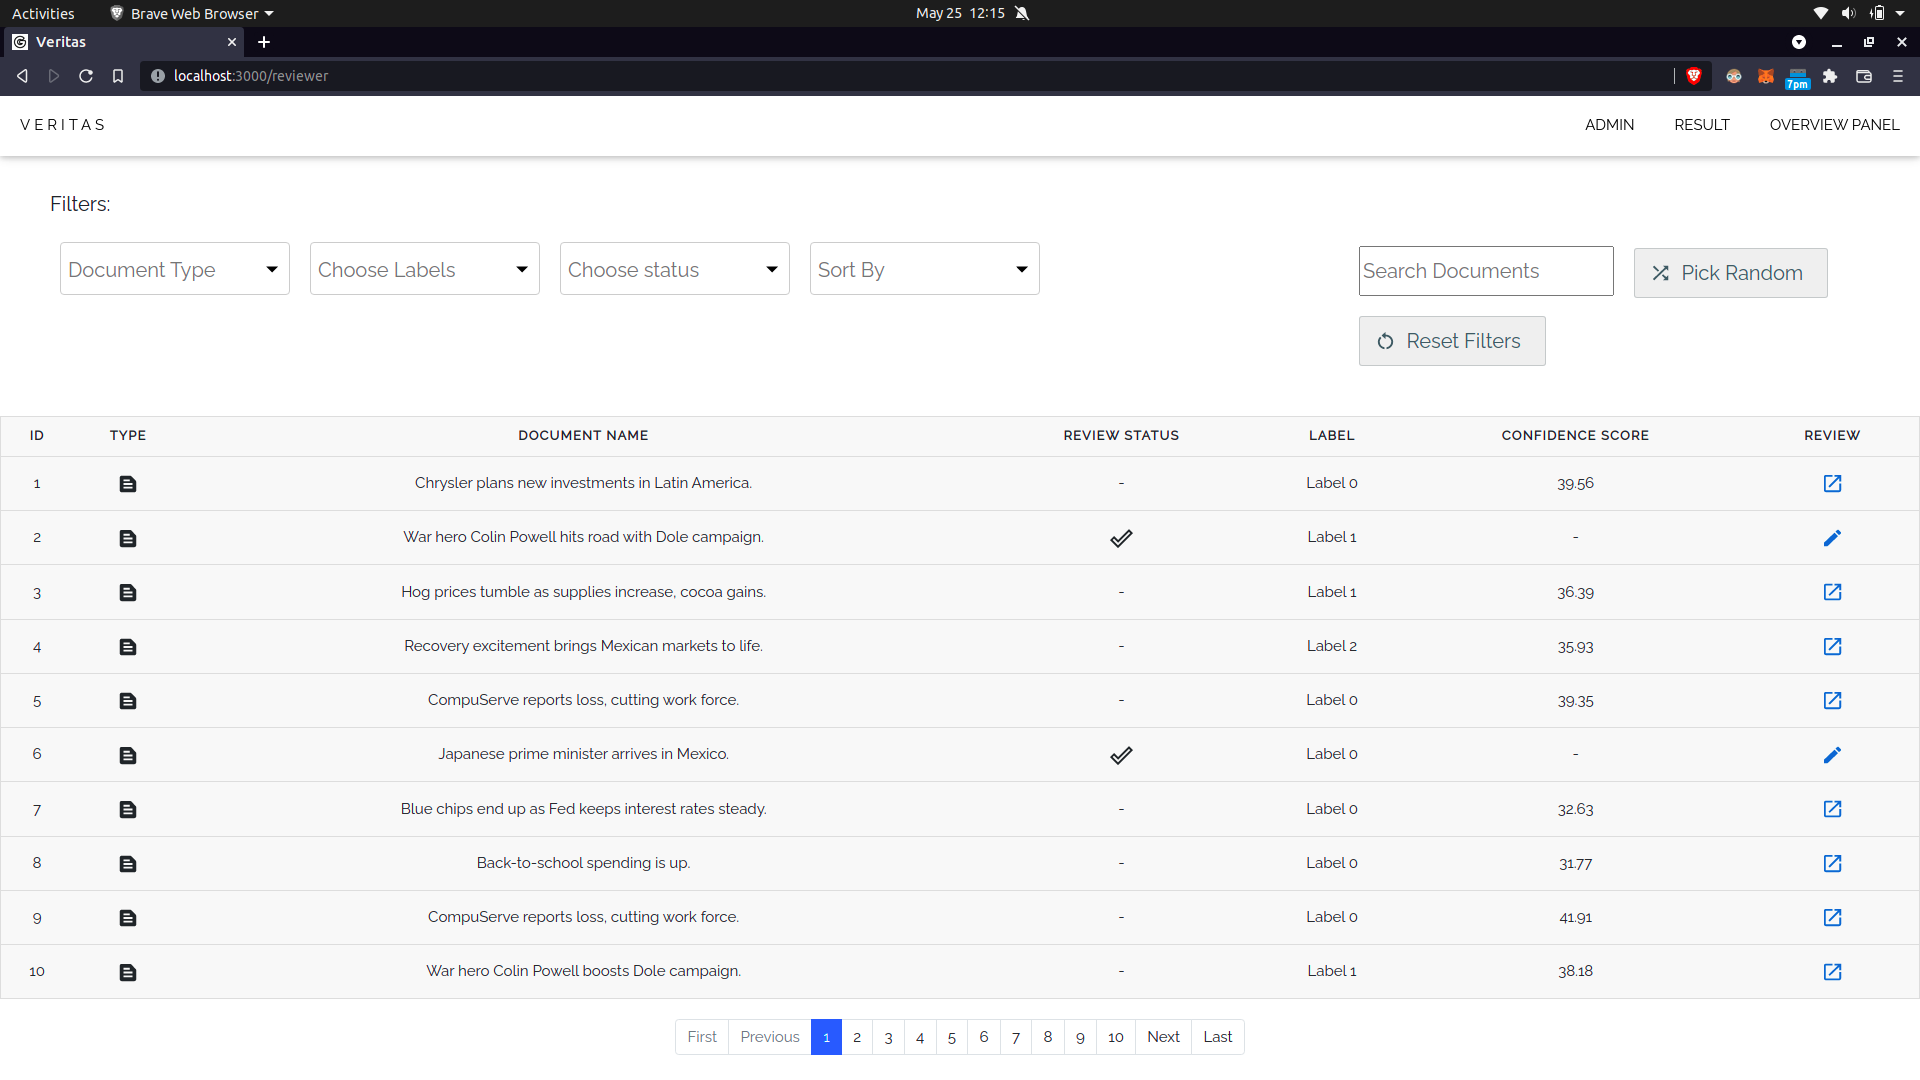 Activities Brave Web Browser May 25 12:15
Veritas
localhost:3000/reviewer 7pm
VERITAS ADMIN RESULT OVERVIEW PANEL
Filters:
Document Type Choose Labels Choose status Sort By Search Documents Pick Random
Reset Filters
ID TYPE DOCUMENT NAME REVIEW STATUS LABEL CONFIDENCE SCORE REVIEW
1 Chrysler plans new investments in Latin America. - Label 0 39.56
2 War hero Colin Powell hits road with Dole campaign. Label 1 -
3 Hog prices tumble as supplies increase, cocoa gains. - Label 1 36.39
4 Recovery excitement brings Mexican markets to life. - Label 2 35.93
5 CompuServe reports loss, cutting work force. - Label 0 39.35
6 Japanese prime minister arrives in Mexico. Label 0 -
7 Blue chips end up as Fed keeps interest rates steady. - Label 0 32.63
8 Back-to-school spending is up. - Label 0 31.77
9 CompuServe reports loss, cutting work force. - Label 0 41.91
10 War hero Colin Powell boosts Dole campaign. - Label 1 38.18
First Previous 1 2 3 4 5 6 7 8 9 10 Next Last